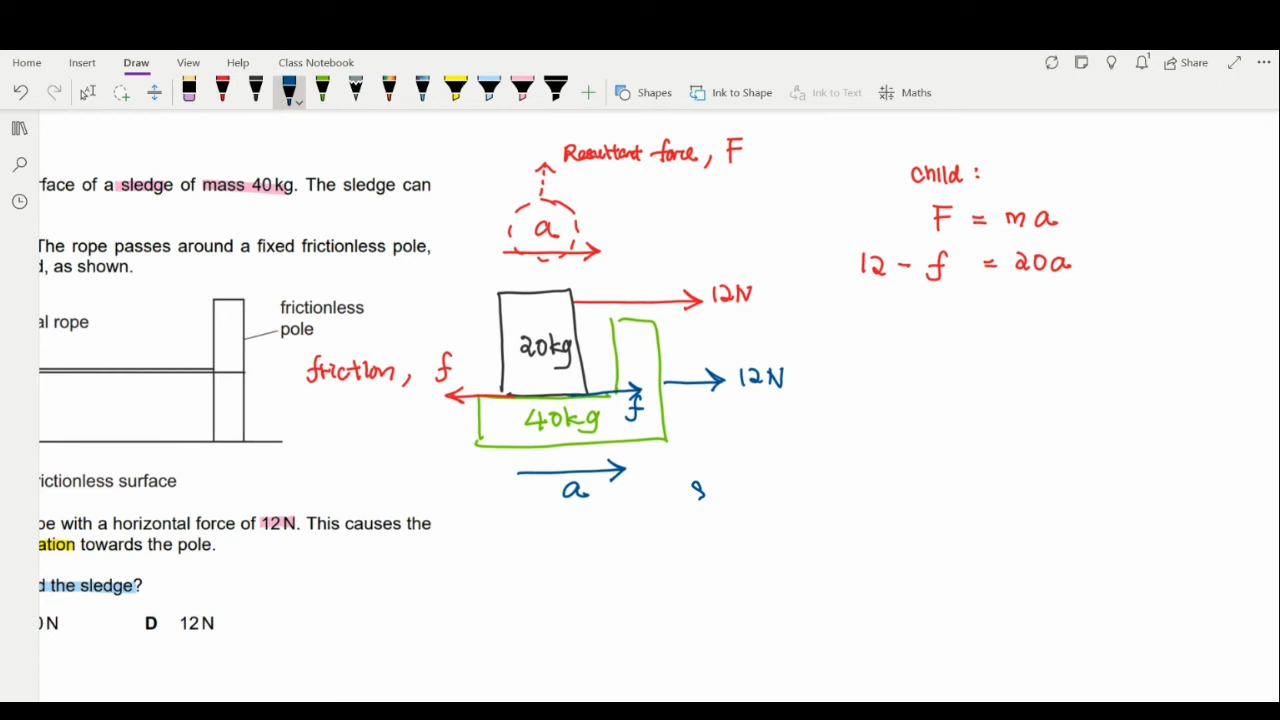 Home Insert Draw View Help Class Notebook
1 Share
Shapes Ink to Shape Ink to Text Maths
rface of a sledge of mass 40 kg. The sledge can
The rope passes around a fixed frictionless pole,
d, as shown.
al rope
frictionless
pole
rictionless surface
pe with a horizontal force of 12 N. This causes the
ation towards the pole.
d the sledge?
0 N D 12 N
Resultant force, F
a
12N
20kg
friction, f
12N
40kg
f
a
s
Child :
F = ma
12 - f = 20a